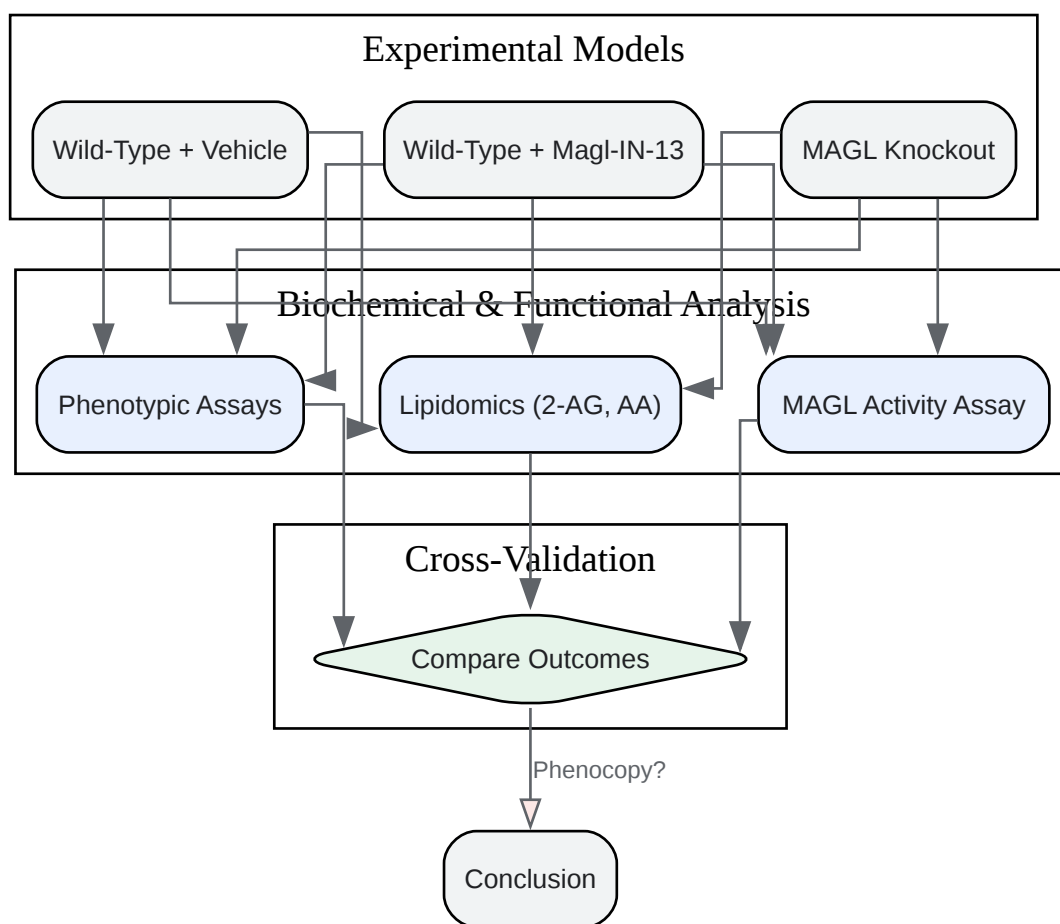 Experimental Models
Wild-Type + Vehicle
Wild-Type + Magl-IN-13
MAGL Knockout
Biochemical & Functional Analysis
Phenotypic Assays
Lipidomics (2-AG, AA)
MAGL Activity Assay
Cross-Validation
Compare Outcomes
Phenocopy?
Conclusion